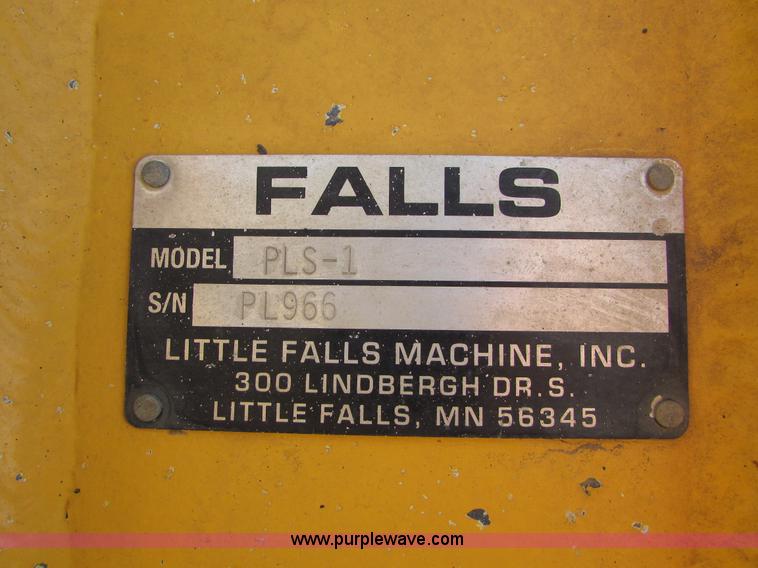 FALLS
MODEL PLS-1
S/N PL966
LITTLE FALLS MACHINE, INC.
300 LINDBERGH DR.S.
LITTLE FALLS, MN 56345
www.purplewave.com